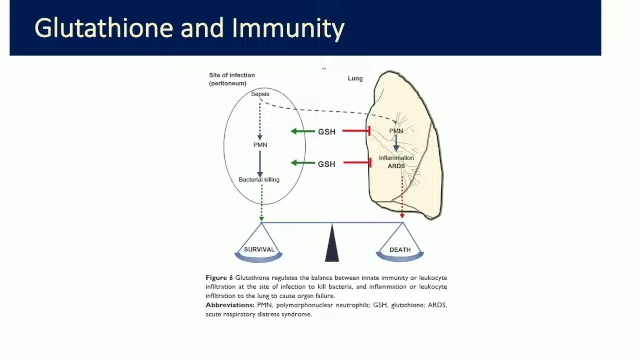 Glutathione and Immunity
Site of infection
(peritoneum)
Lung
Sepsis
PMN
GSH
PMN
GSH
Inflammation
ARDS
Bacterial killing
SURVIVAL
DEATH
Figure 6 Glutathione regulates the balance between innate immunity or leukocyte
infiltration at the site of infection to kill bacteria, and inflammation or leukocyte
infiltration to the lung to cause organ failure.
Abbreviations: PMN, polymorphonuclear neutrophils; GSH, glutathione; ARDS,
acute respiratory distress syndrome.